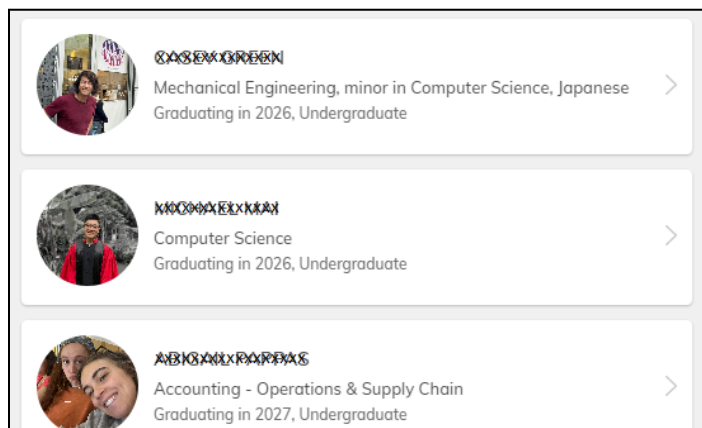 Mechanical Engineering, minor in Computer Science, Japanese
Graduating in 2026, Undergraduate
Computer Science
Graduating in 2026, Undergraduate
Accounting - Operations & Supply Chain
Graduating in 2027, Undergraduate